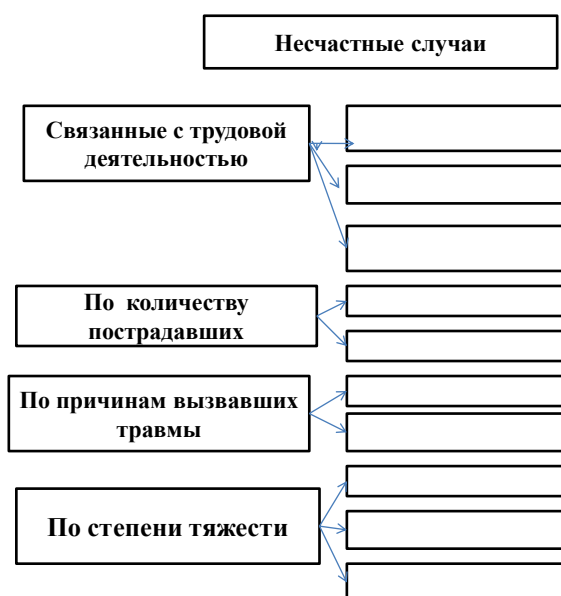 Несчастные случаи
Связанные с трудовой
деятельностью
По количеству
пострадавших
По причинам вызвавших
травмы
По степени тяжести